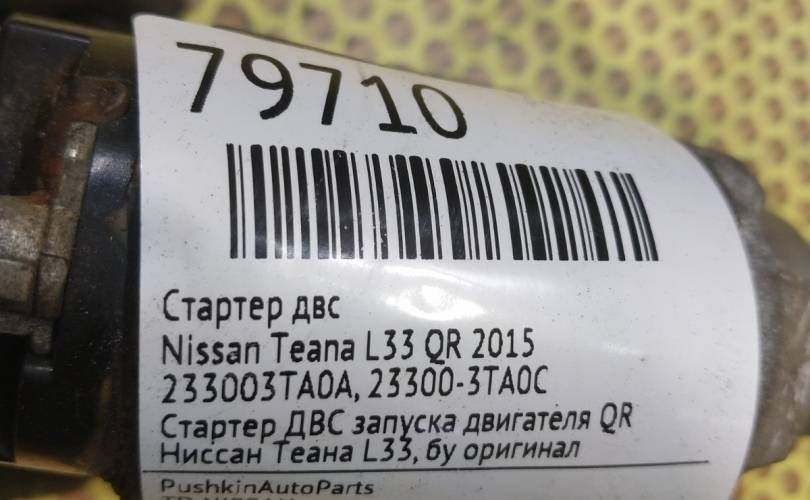 79710
Стартер двс
Nissan Teana L33 QR 2015
233003TA0A, 23300-3TA0C
Стартер ДВС запуска двигателя QR
Ниссан Теана L33, бу оригинал
PushkinAutoParts